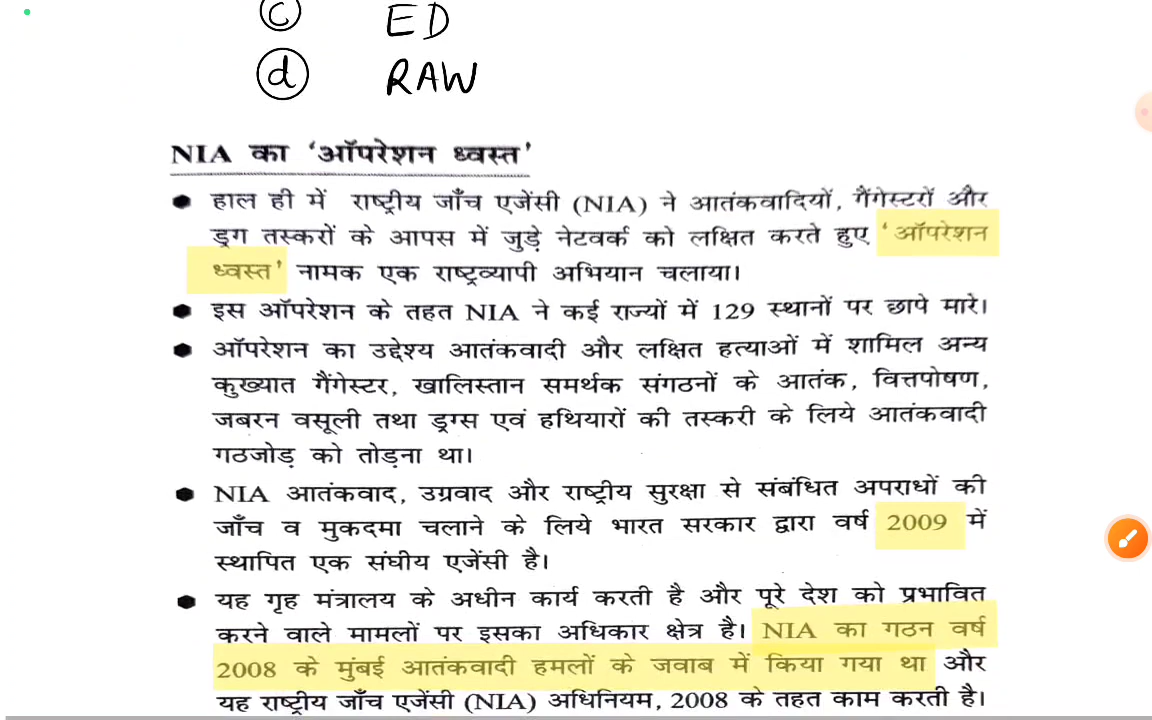 c ED
d RAW
NIA का ‘ऑपरेशन ध्वस्त’
● हाल ही में राष्ट्रीय जाँच एजेंसी (NIA) ने आतंकवादियों, गैंगेस्टरों और
ड्रग तस्करों के आपस में जुड़े नेटवर्क को लक्षित करते हुए ‘ऑपरेशन
ध्वस्त’ नामक एक राष्ट्रव्यापी अभियान चलाया।
● इस ऑपरेशन के तहत NIA ने कई राज्यों में 129 स्थानों पर छापे मारे।
● ऑपरेशन का उद्देश्य आतंकवादी और लक्षित हत्याओं में शामिल अन्य
कुख्यात गैंगेस्टर, खालिस्तान समर्थक संगठनों के आतंक, वित्तपोषण,
जबरन वसूली तथा ड्रग्स एवं हथियारों की तस्करी के लिये आतंकवादी
गठजोड़ को तोड़ना था।
● NIA आतंकवाद, उग्रवाद और राष्ट्रीय सुरक्षा से संबंधित अपराधों की
जाँच व मुकदमा चलाने के लिये भारत सरकार द्वारा वर्ष 2009 में
स्थापित एक संघीय एजेंसी है।
● यह गृह मंत्रालय के अधीन कार्य करती है और पूरे देश को प्रभावित
करने वाले मामलों पर इसका अधिकार क्षेत्र है। NIA का गठन वर्ष
2008 के मुंबई आतंकवादी हमलों के जवाब में किया गया था और
यह राष्ट्रीय जाँच एजेंसी (NIA) अधिनियम, 2008 के तहत काम करती है।